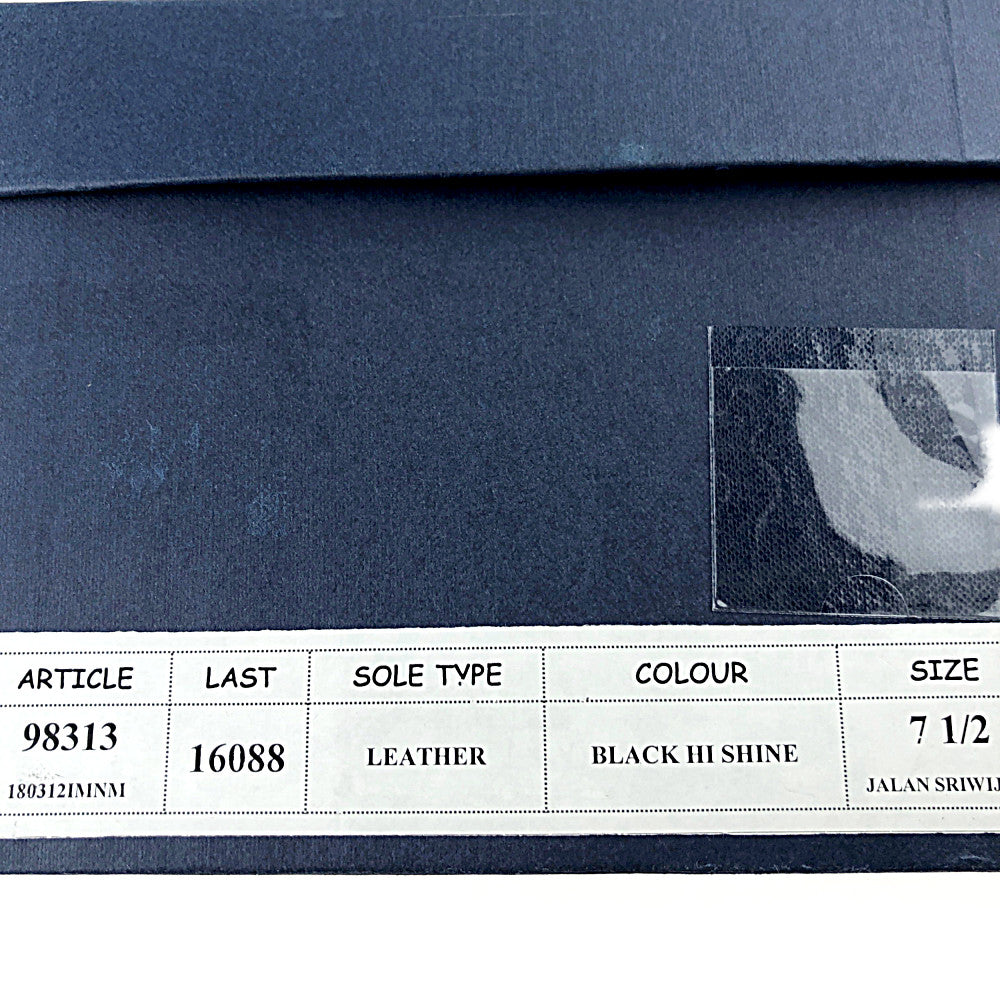 ARTICLE LAST SOLE TYPE COLOUR SIZE
98313 16088 LEATHER BLACK HI SHINE 7 1/2
180312IMNM JALAN SRIWIJ